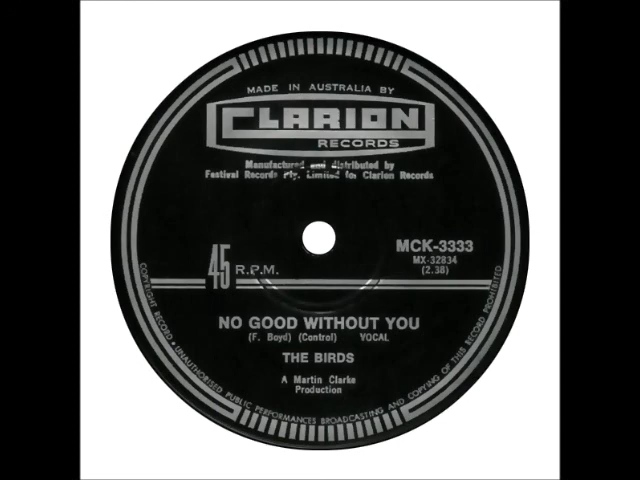 MADE IN AUSTRALIA BY
CLARION
RECORDS
Manufactured and distributed by
Festival Records Pty. Limited for Clarion Records
45 R.P.M.
MCK-3333
MX-32834
(2.38)
NO GOOD WITHOUT YOU
(F. Boyd) (Control) VOCAL
THE BIRDS
A Martin Clarke
Production
COPYRIGHT RECORD • UNAUTHORISED PUBLIC PERFORMANCES BROADCASTING AND COPYING OF THIS RECORD PROHIBITED